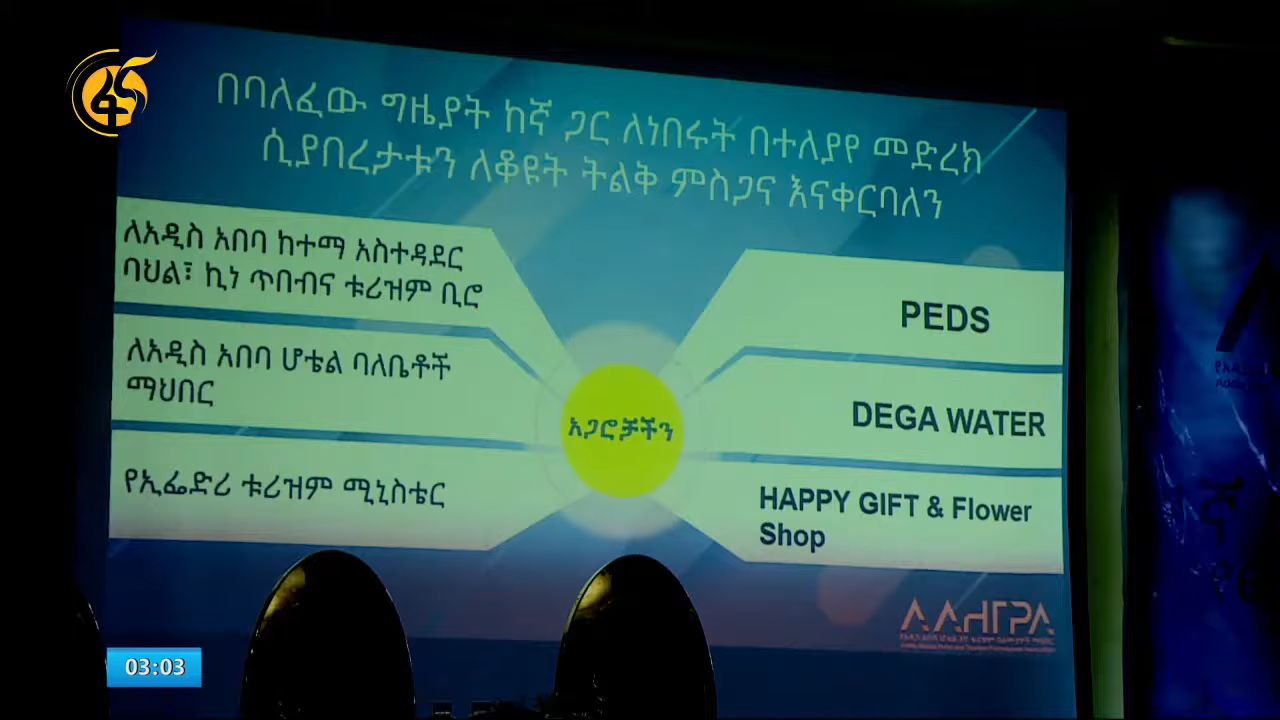 በባለፈው ግዜያት ከኛ ጋር ለነበሩት በተለያየ መድረክ
ሲያበረታቱን ለቆዩት ትልቅ ምስጋና እናቀርባለን
ለአዲስ አበባ ከተማ አስተዳደር
ባህል፣ ኪነ ጥበብና ቱሪዝም ቢሮ
ለአዲስ አበባ ሆቴል ባለቤቶች
ማህበር
የኢፌድሪ ቱሪዝም ሚኒስቴር
አጋሮቻችን
PEDS
DEGA WATER
HAPPY GIFT & Flower
Shop
03:03